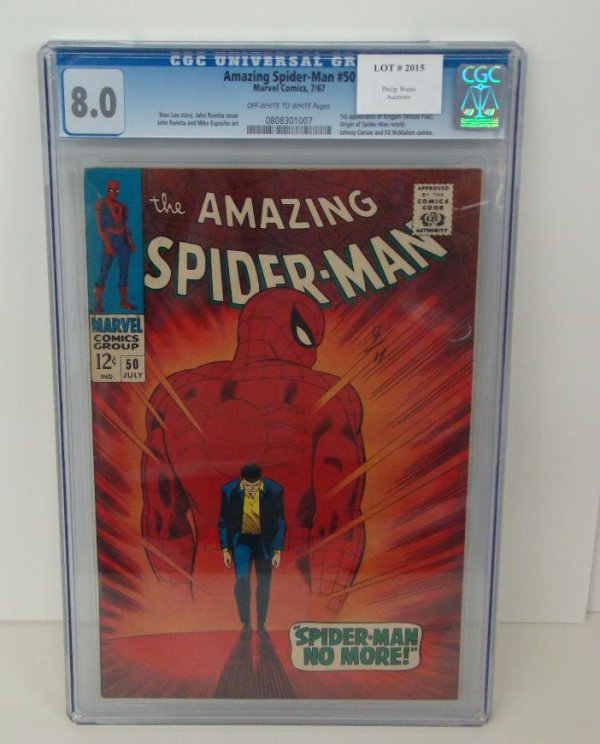 CGC UNIVERSAL GR
8.0
Amazing Spider-Man #50
Marvel Comics, 7/67
OFF-WHITE TO WHITE Pages
Stan Lee story, John Romita cover
John Romita and Mike Esposito art
0808301007
LOT # 2015
Philip Weiss
Auctions
1st appearance of Kingpin
Origin of Spider-Man retold.
Johnny Carson and Ed McMahon cameo.
CGC
APPROVED
BY THE
COMICS
CODE
AUTHORITY
the AMAZING
SPIDER-MAN
MARVEL
COMICS
GROUP
12¢ 50
IND. JULY
"SPIDER-MAN
NO MORE!"